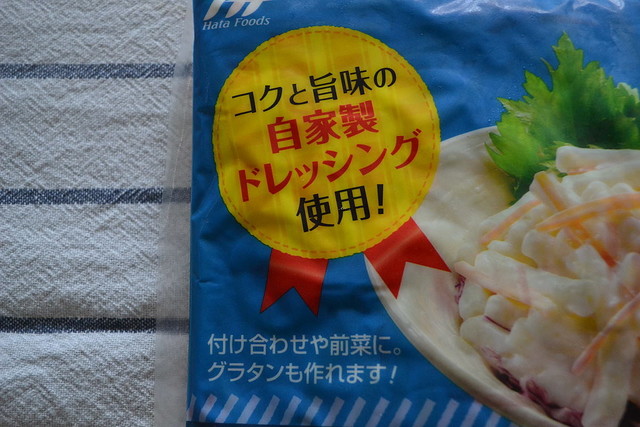 Hata Foods
コクと旨味の
自家製
ドレッシング
使用!
付け合わせや前菜に。
グラタンも作れます!